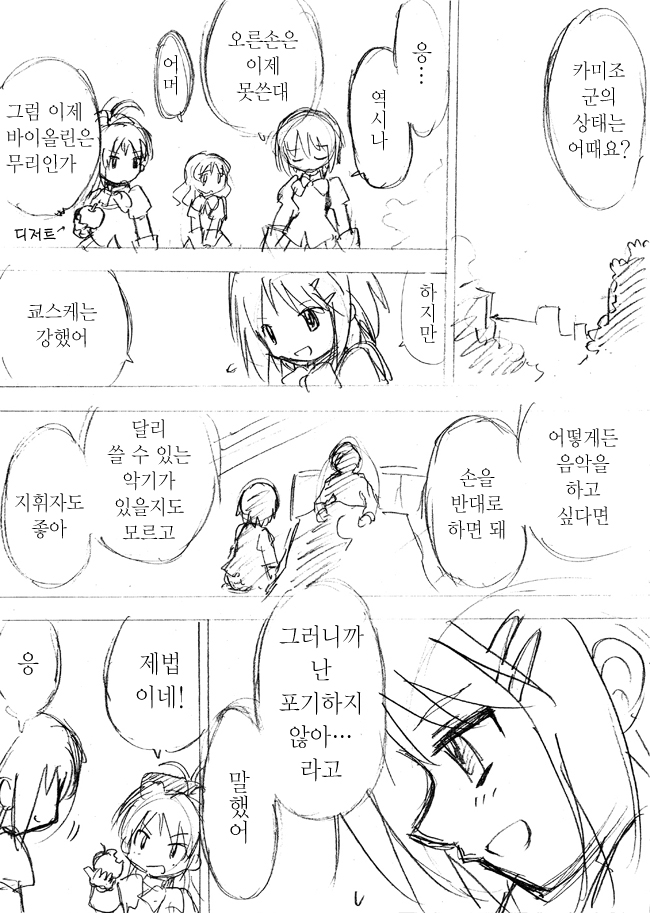 카미조
군의
상태는
어때요?
응…
역시나
오른손은
이제
못쓴대
어머
그럼 이제
바이올린은
무리인가
디저트
하지만
쿄스케는
강했어
어떻게든
음악을
하고
싶다면
손을
반대로
하면 돼
달리
쓸 수 있는
악기가
있을지도
모르고
지휘자도
좋아
그러니까
난
포기하지
않아…
라고
말했어
제법
이네!
응